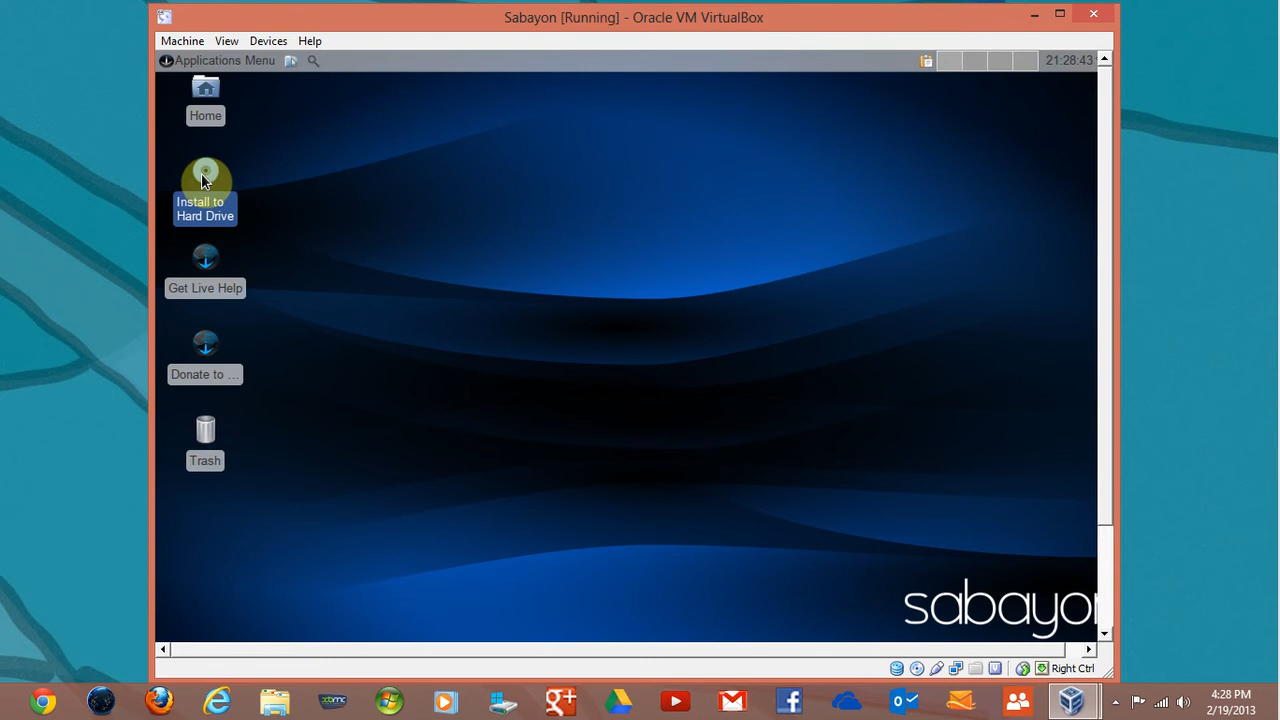 Sabayon [Running] - Oracle VM VirtualBox
Machine View Devices Help
Applications Menu
21:28:43
Home
Install to
Hard Drive
Get Live Help
Donate to ...
Trash
sabayon
Right Ctrl
xbmc
4:28 PM
2/19/2013